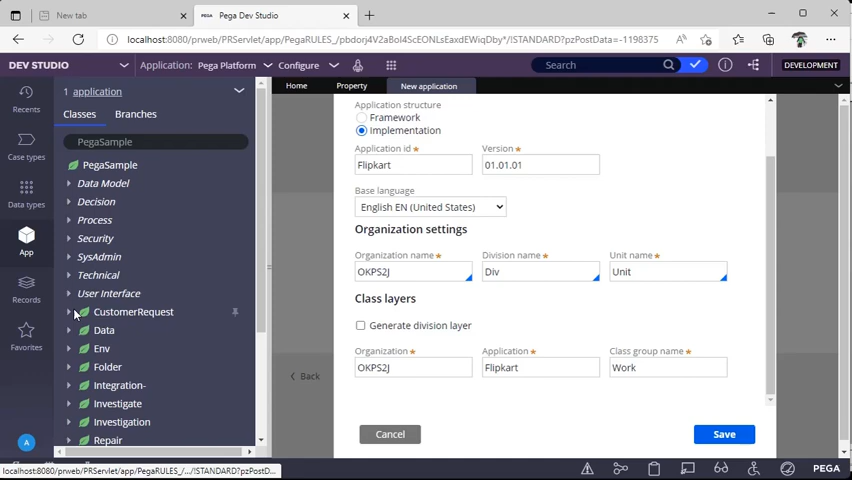 New tab
PEGA Pega Dev Studio
localhost:8080/prweb/PRServlet/app/PegaRULES_/pbdorj4V2aBoI4ScEONLsEaxdEWiqDby*/!STANDARD?pzPostData=-1198375
DEV STUDIO Application: Pega Platform Configure Search DEVELOPMENT
Recents
Case types
Data types
App
Records
Favorites
A
1 application
Classes Branches
PegaSample
PegaSample
Data Model
Decision
Process
Security
SysAdmin
Technical
User Interface
CustomerRequest
Data
Env
Folder
Integration-
Investigate
Investigation
Repair
Home Property New application
Application structure
Framework
Implementation
Application id * Version *
Flipkart 01.01.01
Base language
English EN (United States)
Organization settings
Organization name * Division name * Unit name *
OKPS2J Div Unit
Class layers
Generate division layer
Organization * Application * Class group name *
OKPS2J Flipkart Work
Back
Cancel Save
localhost:8080/prweb/PRServlet/app/PegaRULES_/.../!STANDARD?pzPostD...
PEGA